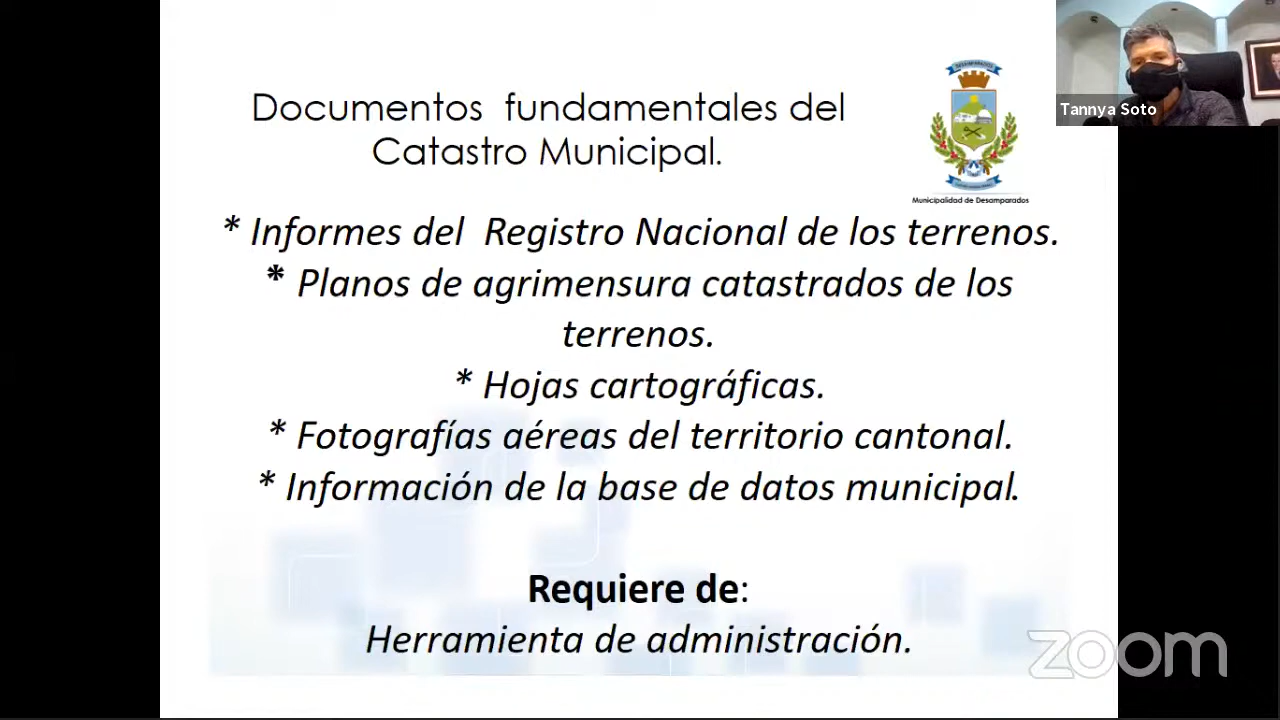 Documentos fundamentales del
Catastro Municipal.
DESAMPARADOS
Municipalidad de Desamparados
Tannya Soto
* Informes del Registro Nacional de los terrenos.
* Planos de agrimensura catastrados de los
terrenos.
* Hojas cartográficas.
* Fotografías aéreas del territorio cantonal.
* Información de la base de datos municipal.
Requiere de:
Herramienta de administración.
zoom